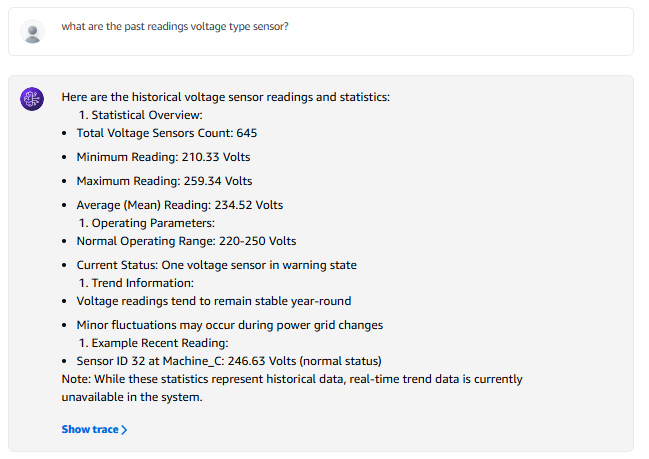 what are the past readings voltage type sensor?
Here are the historical voltage sensor readings and statistics:
1. Statistical Overview:
• Total Voltage Sensors Count: 645
• Minimum Reading: 210.33 Volts
• Maximum Reading: 259.34 Volts
• Average (Mean) Reading: 234.52 Volts
1. Operating Parameters:
• Normal Operating Range: 220-250 Volts
• Current Status: One voltage sensor in warning state
1. Trend Information:
• Voltage readings tend to remain stable year-round
• Minor fluctuations may occur during power grid changes
1. Example Recent Reading:
• Sensor ID 32 at Machine_C: 246.63 Volts (normal status)
Note: While these statistics represent historical data, real-time trend data is currently
unavailable in the system.
Show trace >